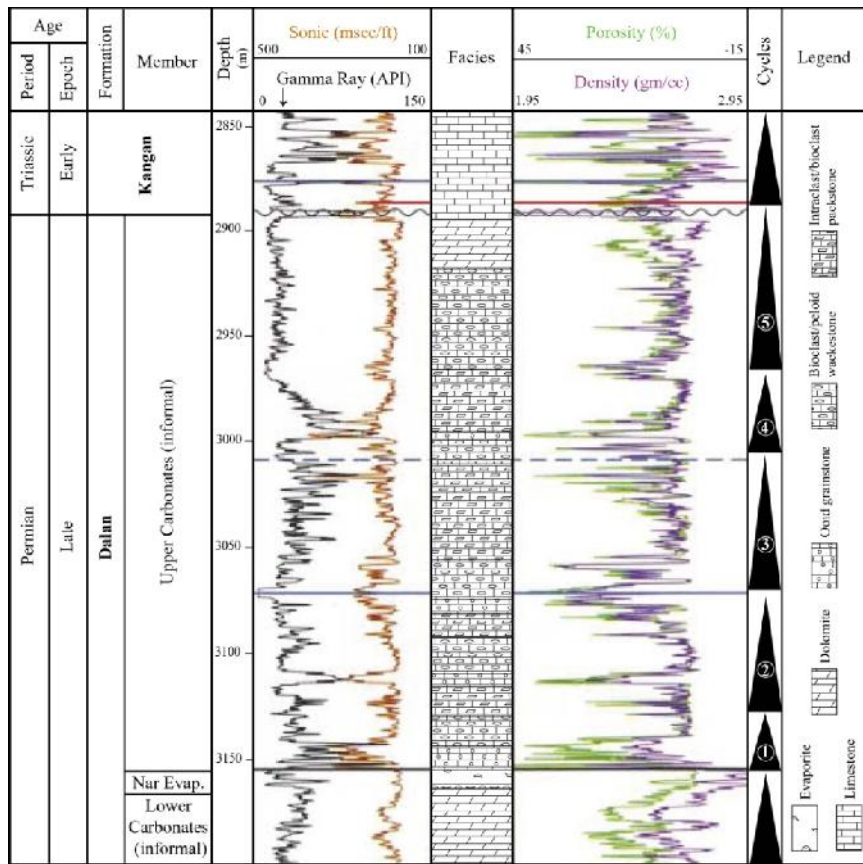 Age
Period
Epoch
Formation
Member
Depth
(m)
Sonic (msec/ft)
500 100
Gamma Ray (API)
0 150
Facies
Porosity (%)
45 -15
Density (gm/cc)
1.95 2.95
Cycles
Legend
2850
2900
2950
3000
3050
3100
3150
Triassic
Early
Kangan
Permian
Late
Dalan
Upper Carbonates (informal)
Nar Evap.
Lower
Carbonates
(informal)
5
4
3
2
1
Intraclast/bioclast
packstone
Bioclast/peloid
wackestone
Ooid grainstone
Dolomite
Evaporite
Limestone